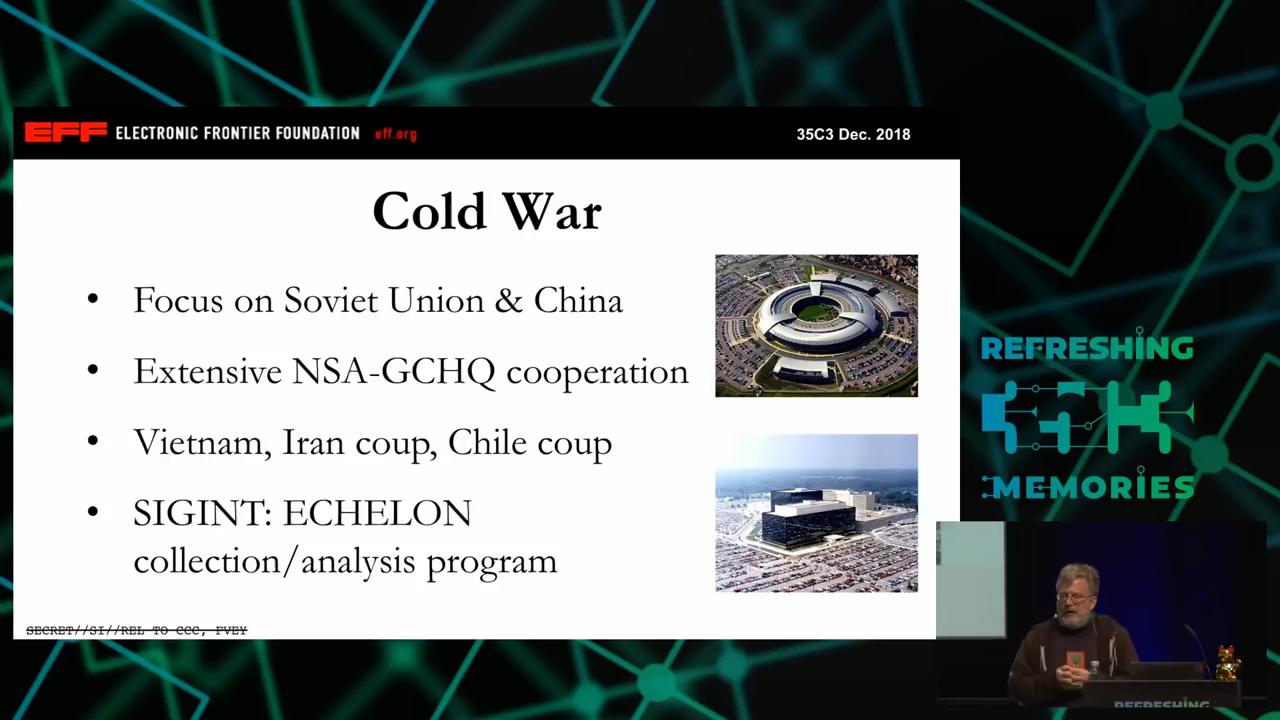 EFF ELECTRONIC FRONTIER FOUNDATION eff.org
35C3 Dec. 2018
Cold War
• Focus on Soviet Union & China
• Extensive NSA-GCHQ cooperation
• Vietnam, Iran coup, Chile coup
• SIGINT: ECHELON
collection/analysis program
SECRET//SI//REL TO CCC, FVEY
REFRESHING
MEMORIES
REFRESHING